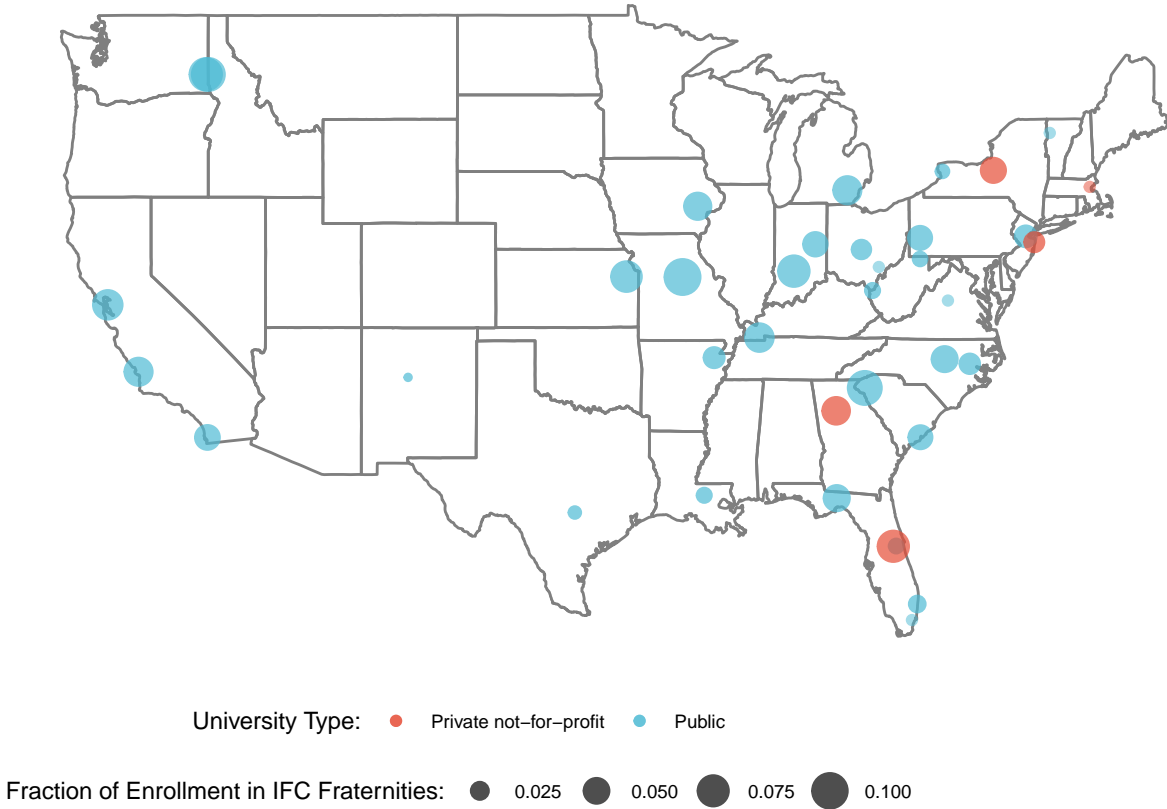 University Type: Private not−for−profit Public
Fraction of Enrollment in IFC Fraternities: 0.025 0.050 0.075 0.100